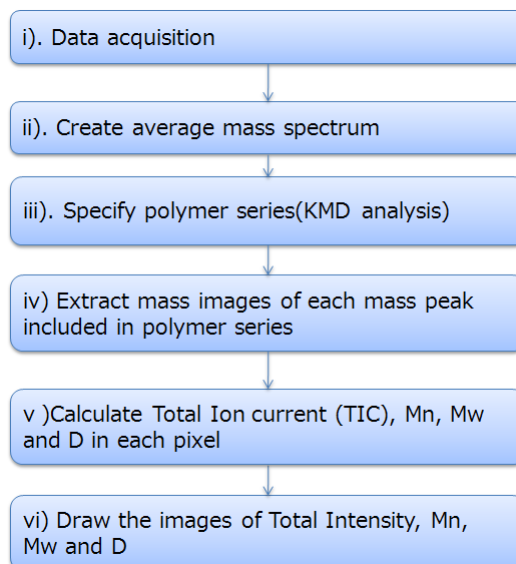 i). Data acquisition
ii). Create average mass spectrum
iii). Specify polymer series(KMD analysis)
iv) Extract mass images of each mass peak
included in polymer series
v )Calculate Total Ion current (TIC), Mn, Mw
and D in each pixel
vi) Draw the images of Total Intensity, Mn,
Mw and D